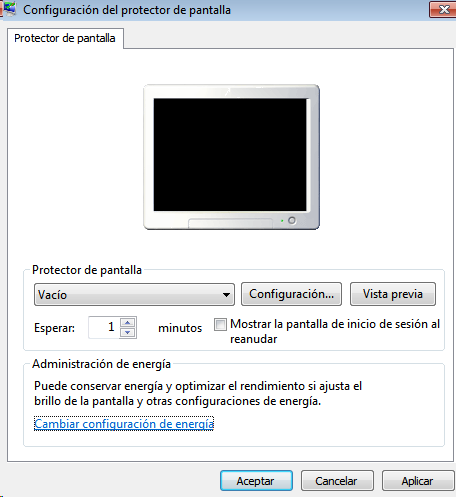 Configuración del protector de pantalla
Protector de pantalla
Protector de pantalla
Vacío
Configuración...
Vista previa
Esperar:
1
minutos
Mostrar la pantalla de inicio de sesión al
reanudar
Administración de energía
Puede conservar energía y optimizar el rendimiento si ajusta el
brillo de la pantalla y otras configuraciones de energía.
Cambiar configuración de energía
Aceptar
Cancelar
Aplicar